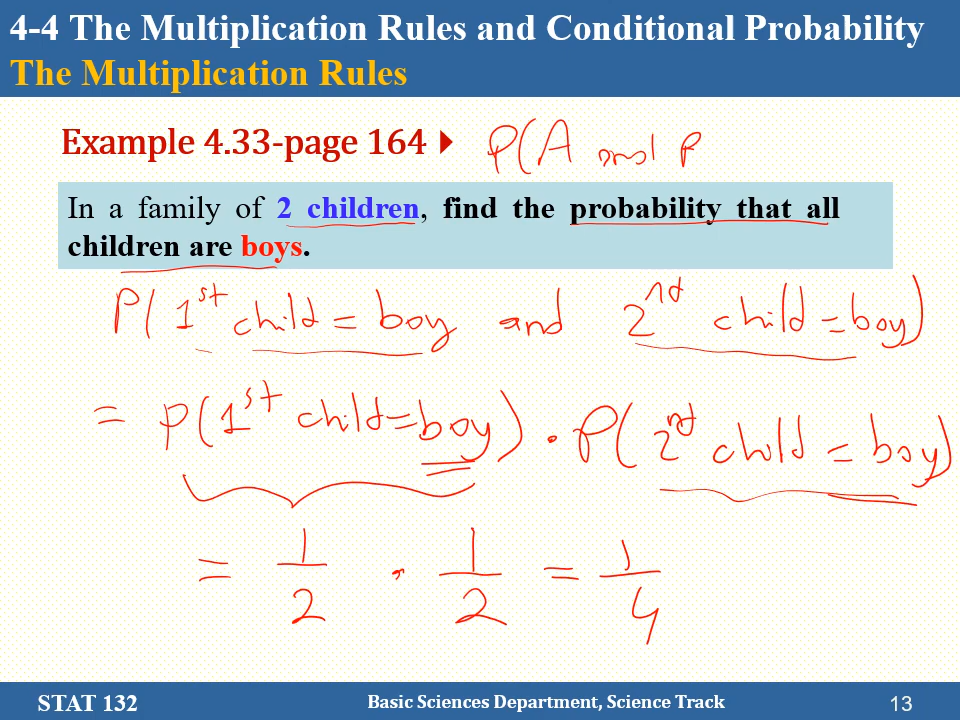 4-4 The Multiplication Rules and Conditional Probability
The Multiplication Rules
Example 4.33-page 164
P(A and P
In a family of 2 children, find the probability that all
children are boys.
P(1st child = boy and 2nd child = boy)
= P(1st child = boy) . P(2nd child = boy)
= 1/2 . 1/2 = 1/4
STAT 132
Basic Sciences Department, Science Track
13